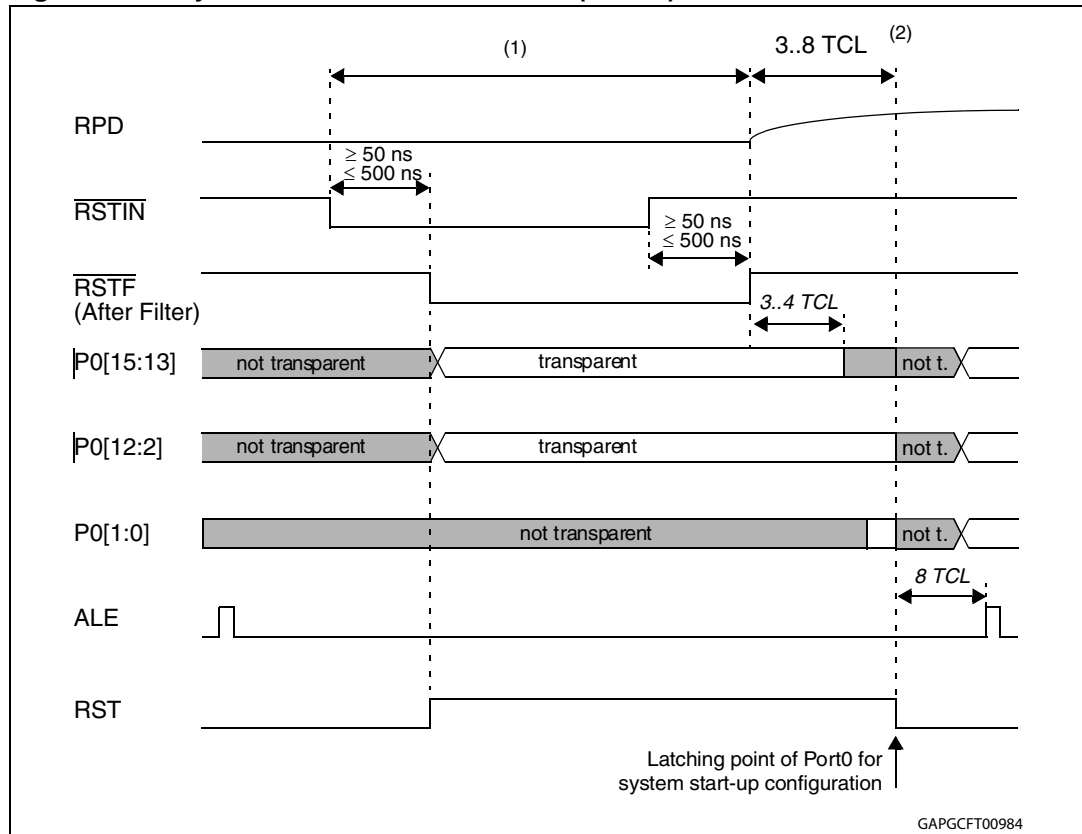 (1)
3..8 TCL (2)
RPD
≥ 50 ns
≤ 500 ns
RSTIN
≥ 50 ns
≤ 500 ns
RSTF
(After Filter)
3..4 TCL
P0[15:13]
not transparent
transparent
not t.
P0[12:2]
not transparent
transparent
not t.
P0[1:0]
not transparent
not t.
8 TCL
ALE
RST
Latching point of Port0 for
system start-up configuration
GAPGCFT00984